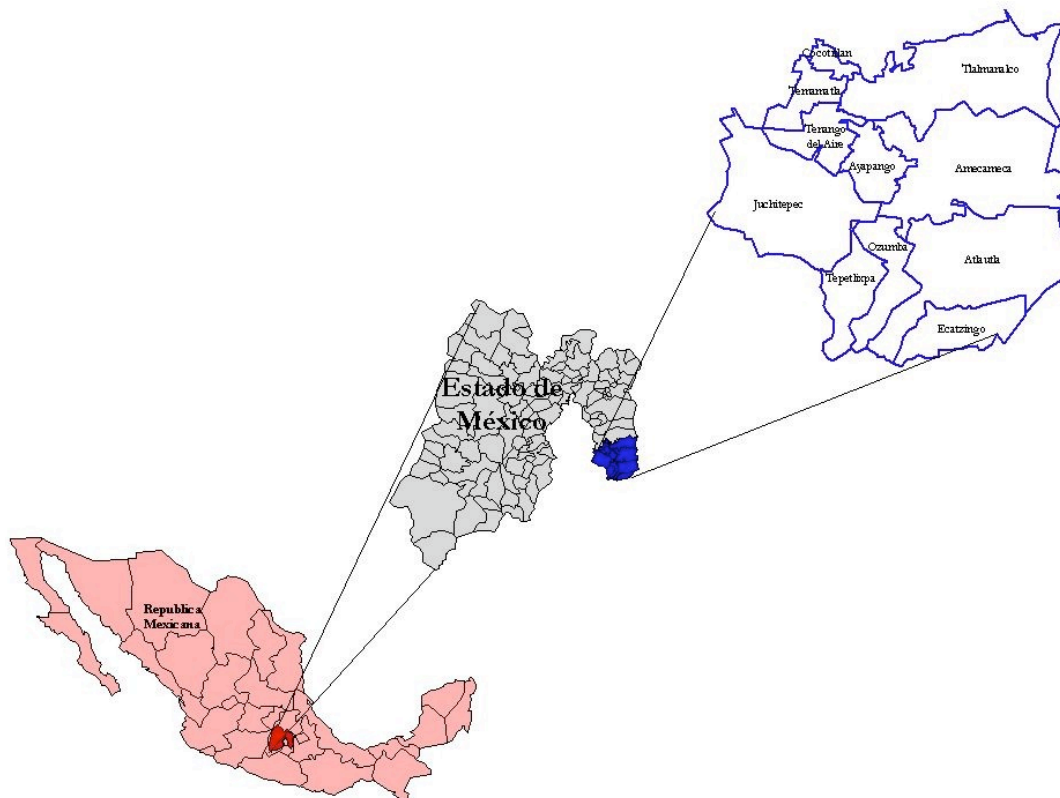 Cocotitlan
Tlalmanalco
Temamatla
Tenango
del Aire
Ayapango
Amecameca
Juchitepec
Ozumba
Atlautla
Tepetlixpa
Ecatzingo
Estado de
México
Republica
Mexicana